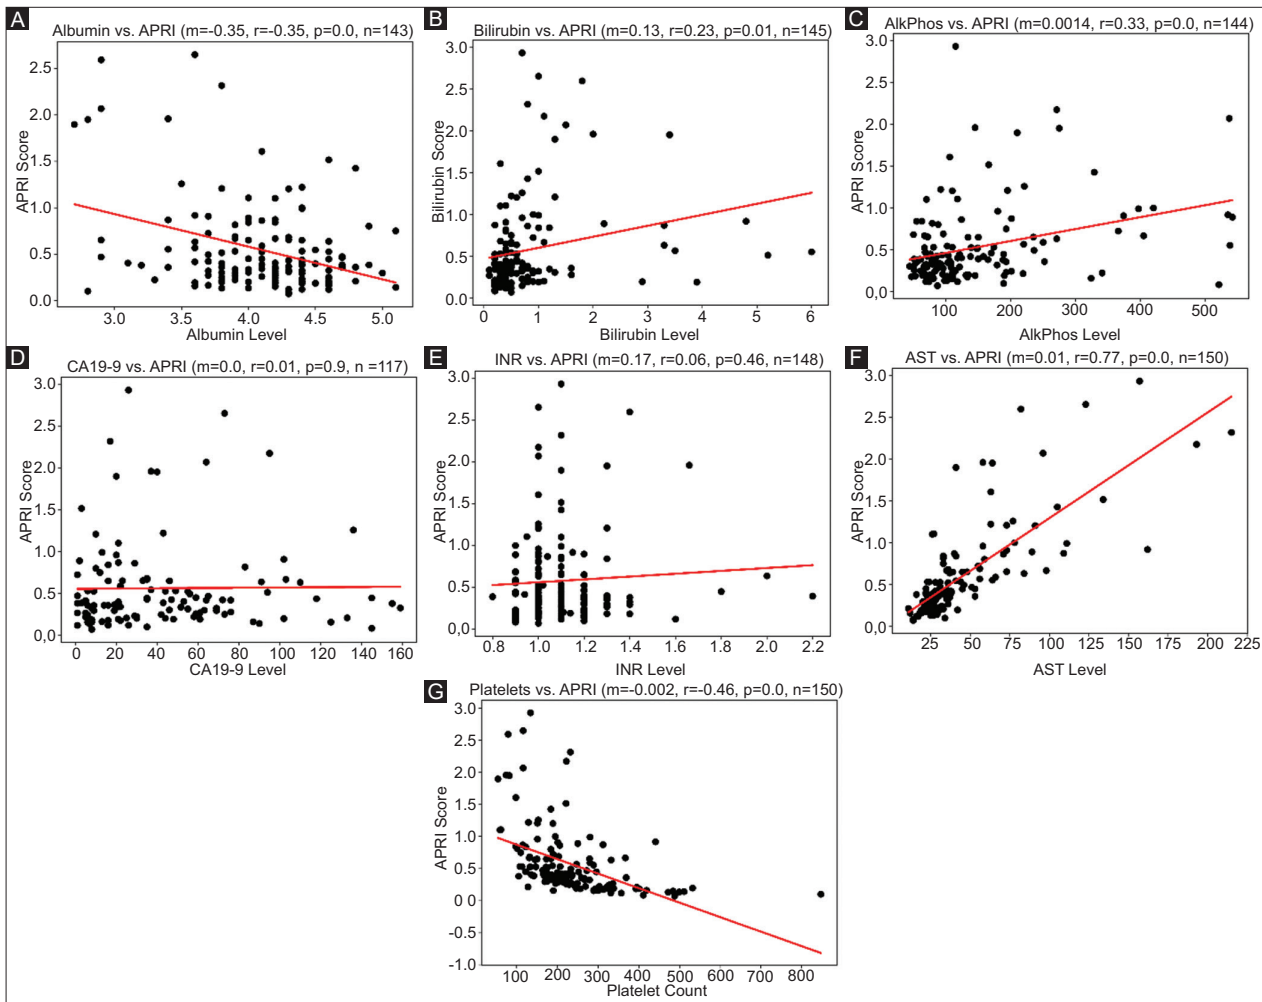 A
Albumin vs. APRI (m=-0.35, r=-0.35, p=0.0, n=143)
APRI Score
2.5
2.0
1.5
1.0
0.5
0.0
3.0 3.5 4.0 4.5 5.0
Albumin Level
B
Bilirubin vs. APRI (m=0.13, r=0.23, p=0.01, n=145)
Bilirubin Score
3.0
2.5
2.0
1.5
1.0
0.5
0.0
0 1 2 3 4 5 6
Bilirubin Level
C
AlkPhos vs. APRI (m=0.0014, r=0.33, p=0.0, n=144)
APRI Score
3.0
2.5
2.0
1.5
1.0
0.5
0.0
100 200 300 400 500
AlkPhos Level
D
CA19-9 vs. APRI (m=0.0, r=0.01, p=0.9, n =117)
APRI Score
3.0
2.5
2.0
1.5
1.0
0.5
0,0
0 20 40 60 80 100 120 140 160
CA19-9 Level
E
INR vs. APRI (m=0.17, r=0.06, p=0.46, n=148)
APRI Score
3.0
2.5
2.0
1.5
1.0
0.5
0.0
0.8 1.0 1.2 1.4 1.6 1.8 2.0 2.2
INR Level
F
AST vs. APRI (m=0.01, r=0.77, p=0.0, n=150)
APRI Score
3.0
2.5
2.0
1.5
1.0
0.5
0.0
25 50 75 100 125 150 175 200 225
AST Level
G
Platelets vs. APRI (m=-0.002, r=-0.46, p=0.0, n=150)
APRI Score
3.0
2.5
2.0
1.5
1.0
0.5
0.0
-0.5
-1.0
100 200 300 400 500 600 700 800
Platelet Count